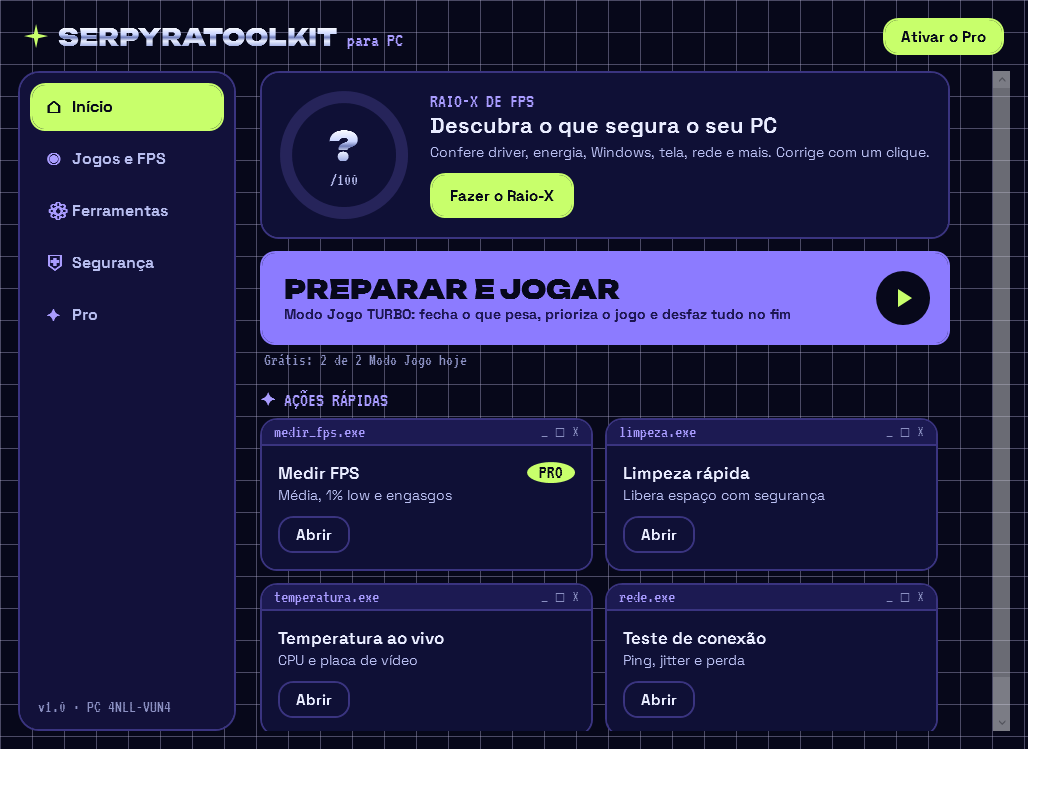 SERPYRATOOLKIT para PC
Ativar o Pro
Início
Jogos e FPS
Ferramentas
Segurança
Pro
v1.0 · PC 4NLL-VUN4
?
/100
RAIO-X DE FPS
Descubra o que segura o seu PC
Confere driver, energia, Windows, tela, rede e mais. Corrige com um clique.
Fazer o Raio-X
PREPARAR E JOGAR
Modo Jogo TURBO: fecha o que pesa, prioriza o jogo e desfaz tudo no fim
Grátis: 2 de 2 Modo Jogo hoje
AÇÕES RÁPIDAS
medir_fps.exe
Medir FPS
PRO
Média, 1% low e engasgos
Abrir
limpeza.exe
Limpeza rápida
Libera espaço com segurança
Abrir
temperatura.exe
Temperatura ao vivo
CPU e placa de vídeo
Abrir
rede.exe
Teste de conexão
Ping, jitter e perda
Abrir